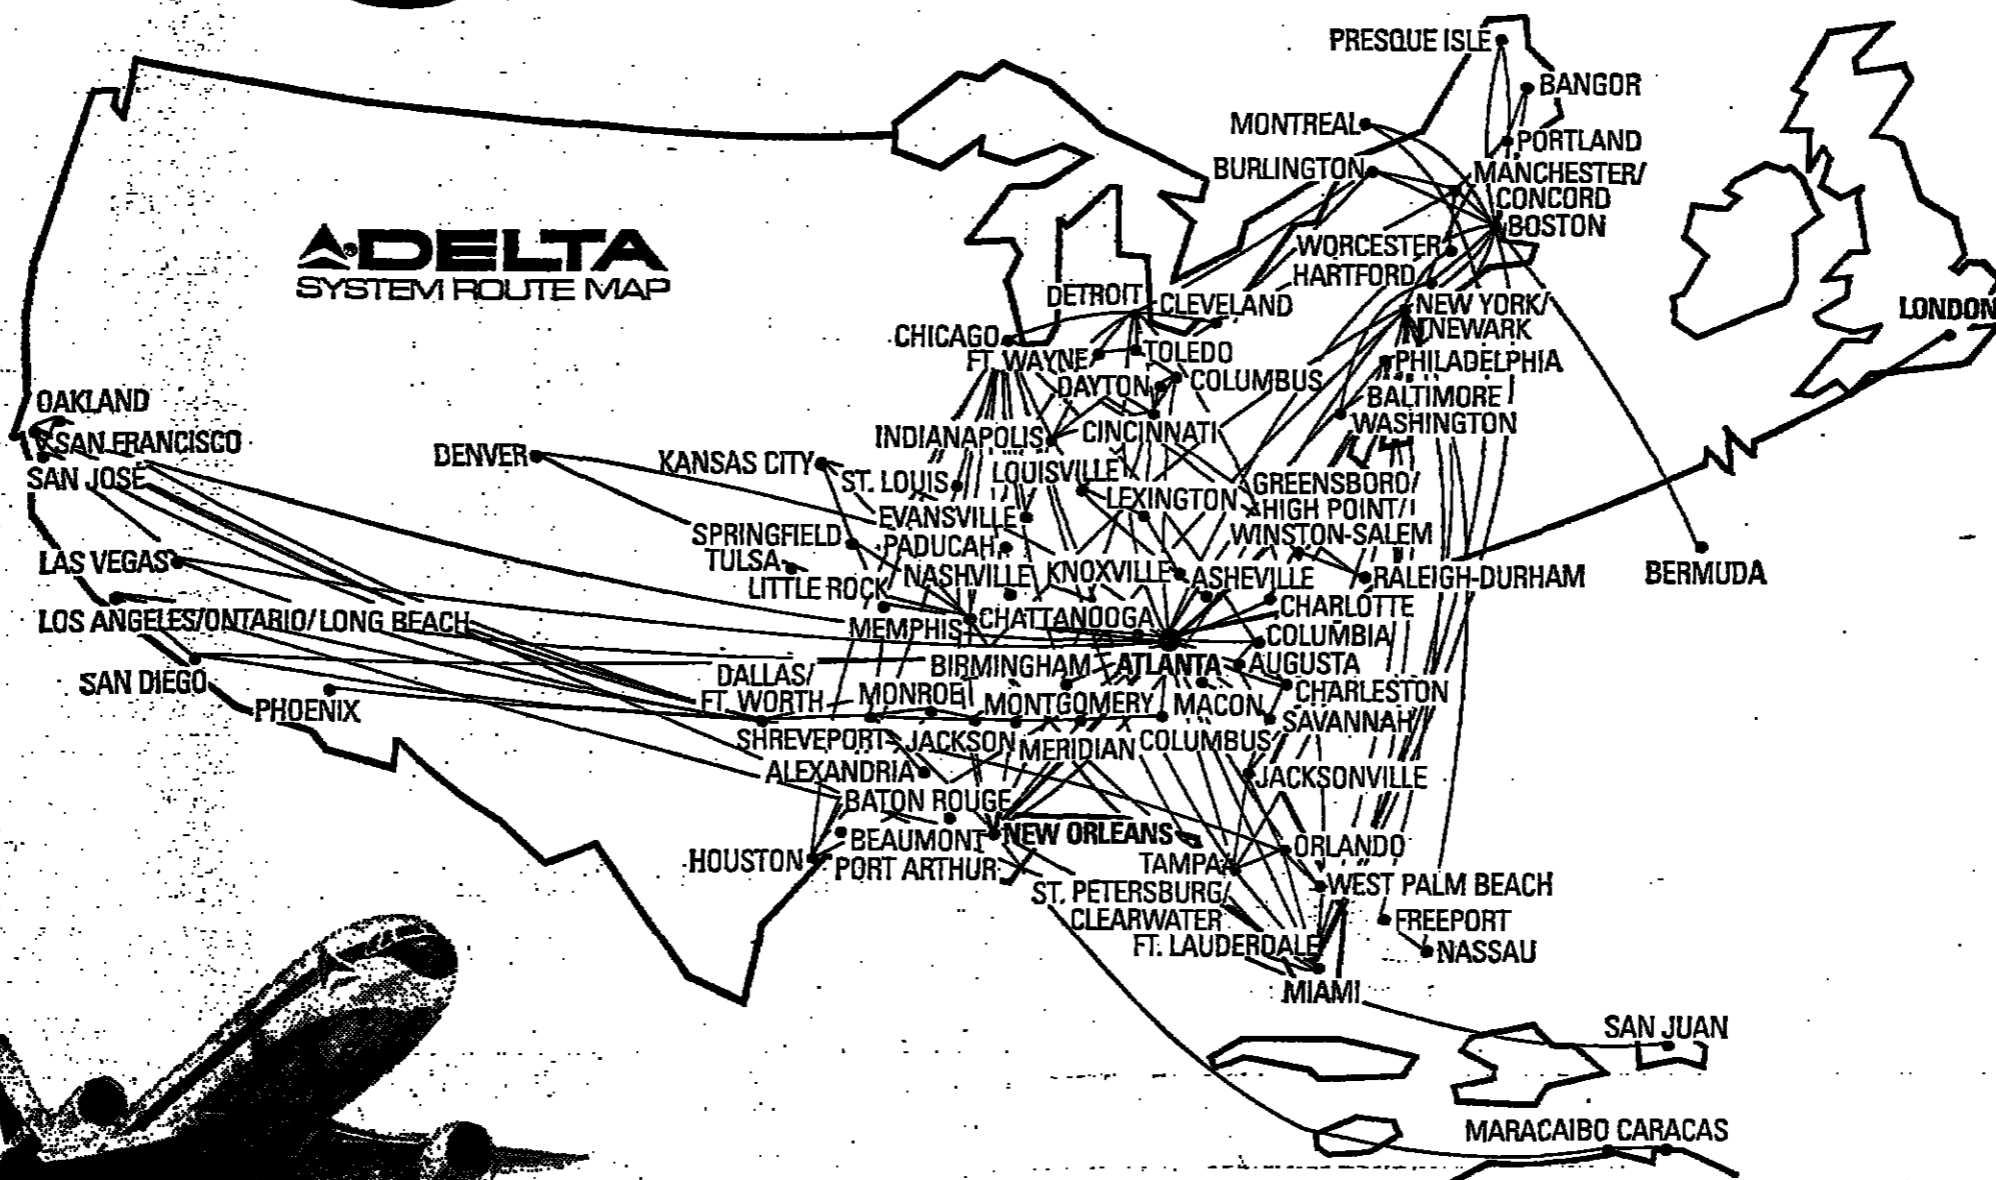 DELTA
SYSTEM ROUTE MAP
PRESQUE ISLE
BANGOR
MONTREAL
PORTLAND
BURLINGTON
MANCHESTER/
CONCORD
BOSTON
WORCESTER
HARTFORD
DETROIT
CLEVELAND
NEW YORK/
NEWARK
LONDON
CHICAGO
FT. WAYNE
TOLEDO
PHILADELPHIA
DAYTON
COLUMBUS
BALTIMORE
WASHINGTON
OAKLAND
SAN FRANCISCO
SAN JOSE
INDIANAPOLIS
CINCINNATI
DENVER
KANSAS CITY
ST. LOUIS
LOUISVILLE
LEXINGTON
GREENSBORO/
HIGH POINT/
WINSTON-SALEM
EVANSVILLE
SPRINGFIELD
PADUCAH
TULSA
LAS VEGAS
LITTLE ROCK
NASHVILLE
KNOXVILLE
ASHEVILLE
RALEIGH-DURHAM
BERMUDA
CHARLOTTE
LOS ANGELES/ONTARIO/LONG BEACH
MEMPHIS
CHATTANOOGA
COLUMBIA
SAN DIEGO
PHOENIX
DALLAS/
FT. WORTH
BIRMINGHAM
ATLANTA
AUGUSTA
MONROE
MONTGOMERY
MACON
CHARLESTON
SAVANNAH
SHREVEPORT
JACKSON
MERIDIAN
COLUMBUS
ALEXANDRIA
JACKSONVILLE
BATON ROUGE
BEAUMONT
PORT ARTHUR
HOUSTON
NEW ORLEANS
ORLANDO
TAMPA
ST. PETERSBURG/
CLEARWATER
WEST PALM BEACH
FREEPORT
FT. LAUDERDALE
NASSAU
MIAMI
SAN JUAN
MARACAIBO CARACAS